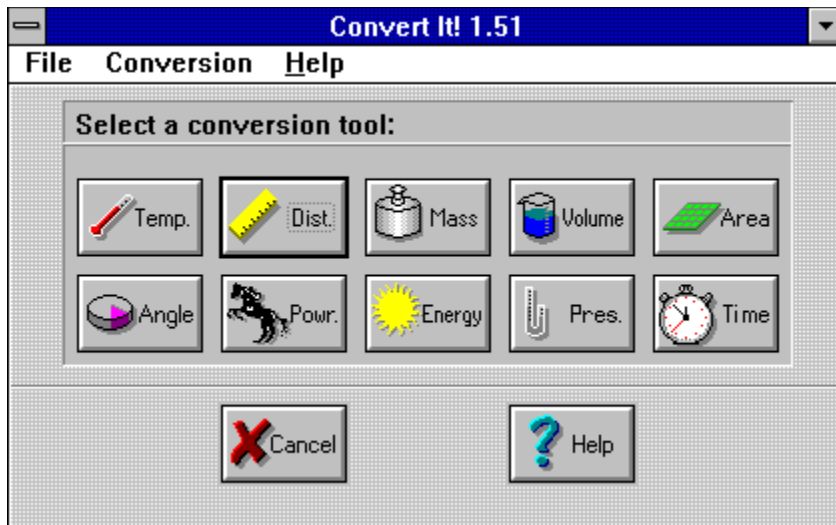 Convert It! 1.51
File Conversion Help
Select a conversion tool:
Temp. Dist. Mass Volume Area
Angle Powr. Energy Pres. Time
Cancel Help